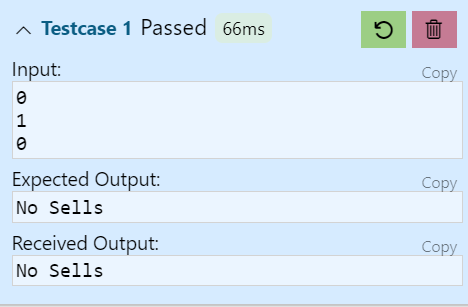 Testcase 1 Passed 66ms
Input:
Copy
0
1
0
Expected Output:
Copy
No Sells
Received Output:
Copy
No Sells